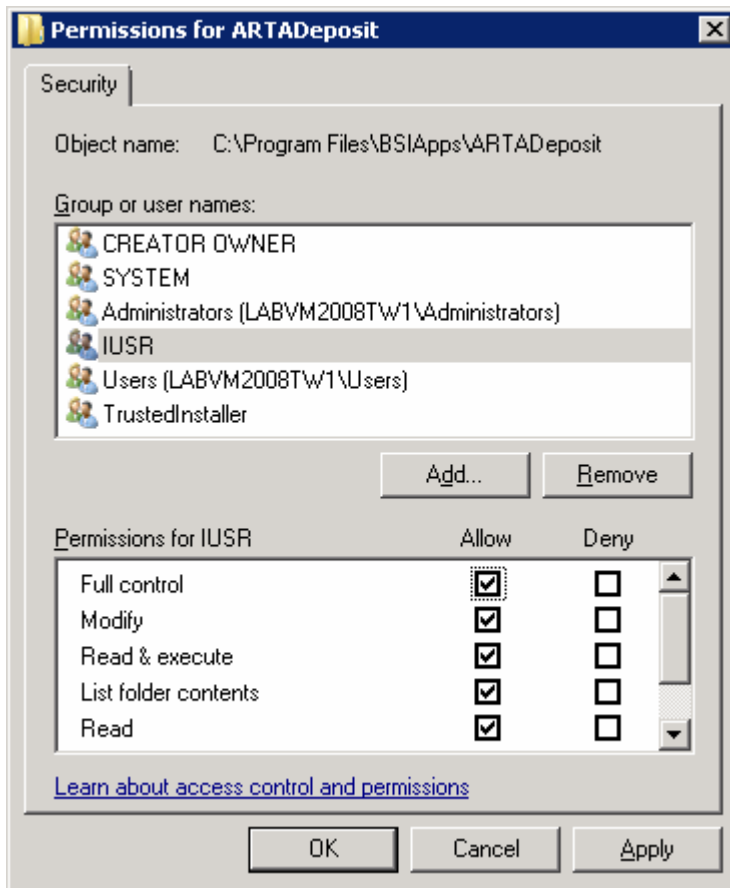 Permissions for ARTADeposit
Security
Object name: C:\Program Files\BSIApps\ARTADeposit
Group or user names:
CREATOR OWNER
SYSTEM
Administrators (LABVM2008TW1\Administrators)
IUSR
Users (LABVM2008TW1\Users)
TrustedInstaller
Add... Remove
Permissions for IUSR Allow Deny
Full control
Modify
Read & execute
List folder contents
Read
Learn about access control and permissions
OK Cancel Apply